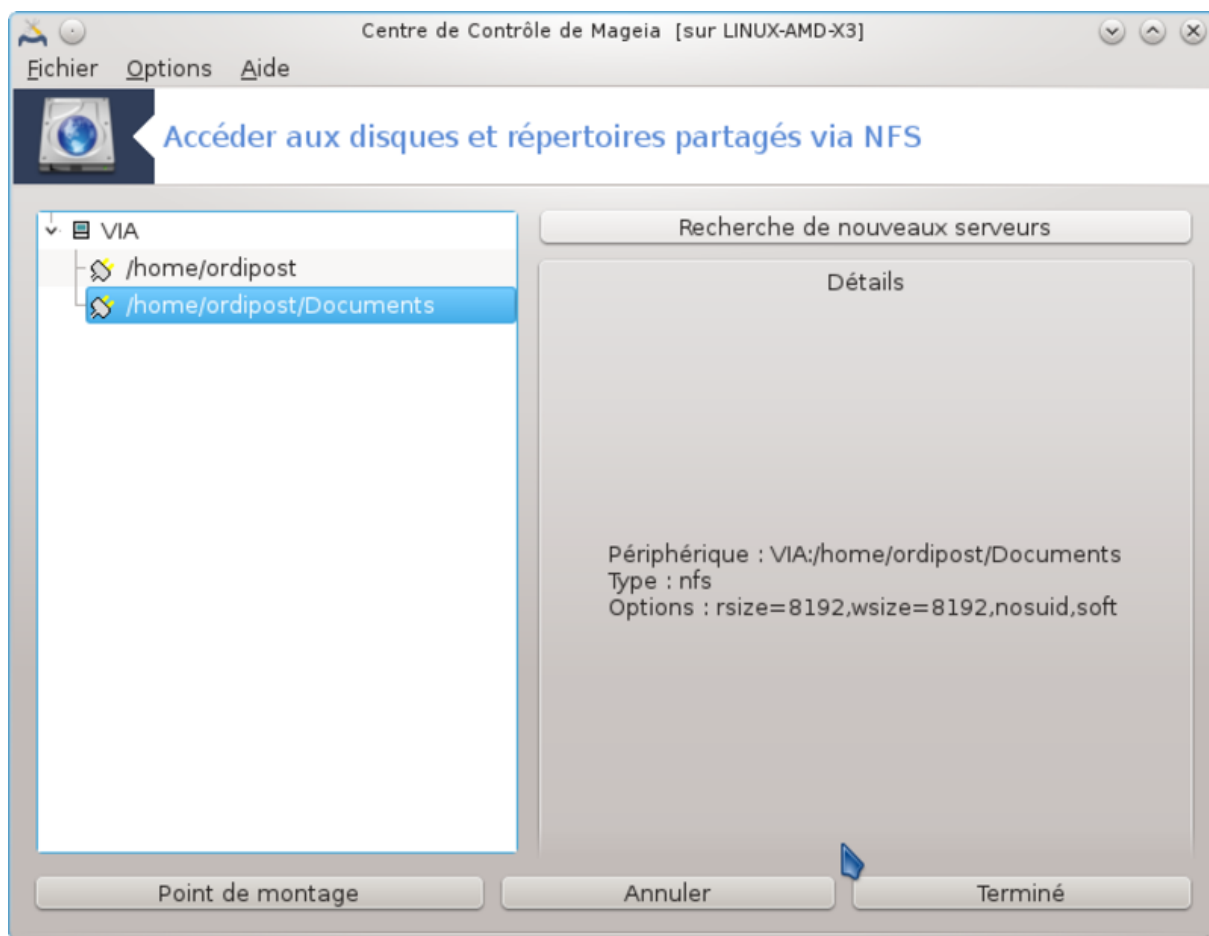 Centre de Contrôle de Mageia [sur LINUX-AMD-X3]
Fichier Options Aide
Accéder aux disques et répertoires partagés via NFS
VIA
/home/ordipost
/home/ordipost/Documents
Recherche de nouveaux serveurs
Détails
Périphérique : VIA:/home/ordipost/Documents
Type : nfs
Options : rsize=8192,wsize=8192,nosuid,soft
Point de montage
Annuler
Terminé